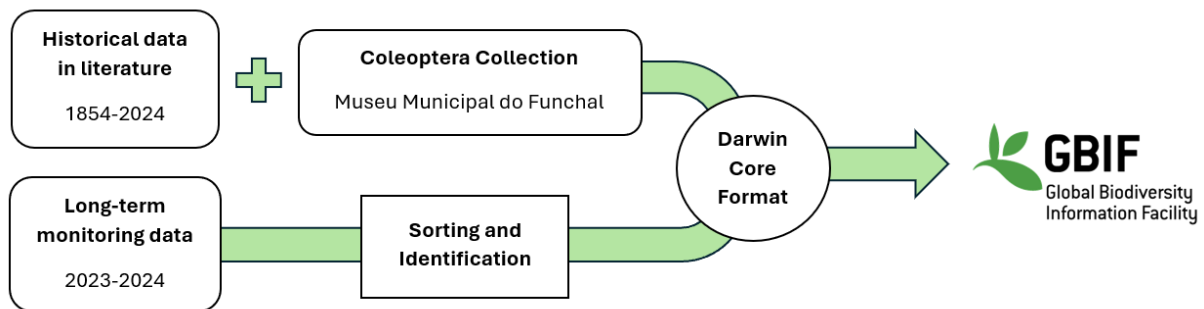 Historical data
in literature
1854-2024
Coleoptera Collection
Museu Municipal do Funchal
Darwin
Core
Format
GBIF
Global Biodiversity
Information Facility
Long-term
monitoring data
2023-2024
Sorting and
Identification